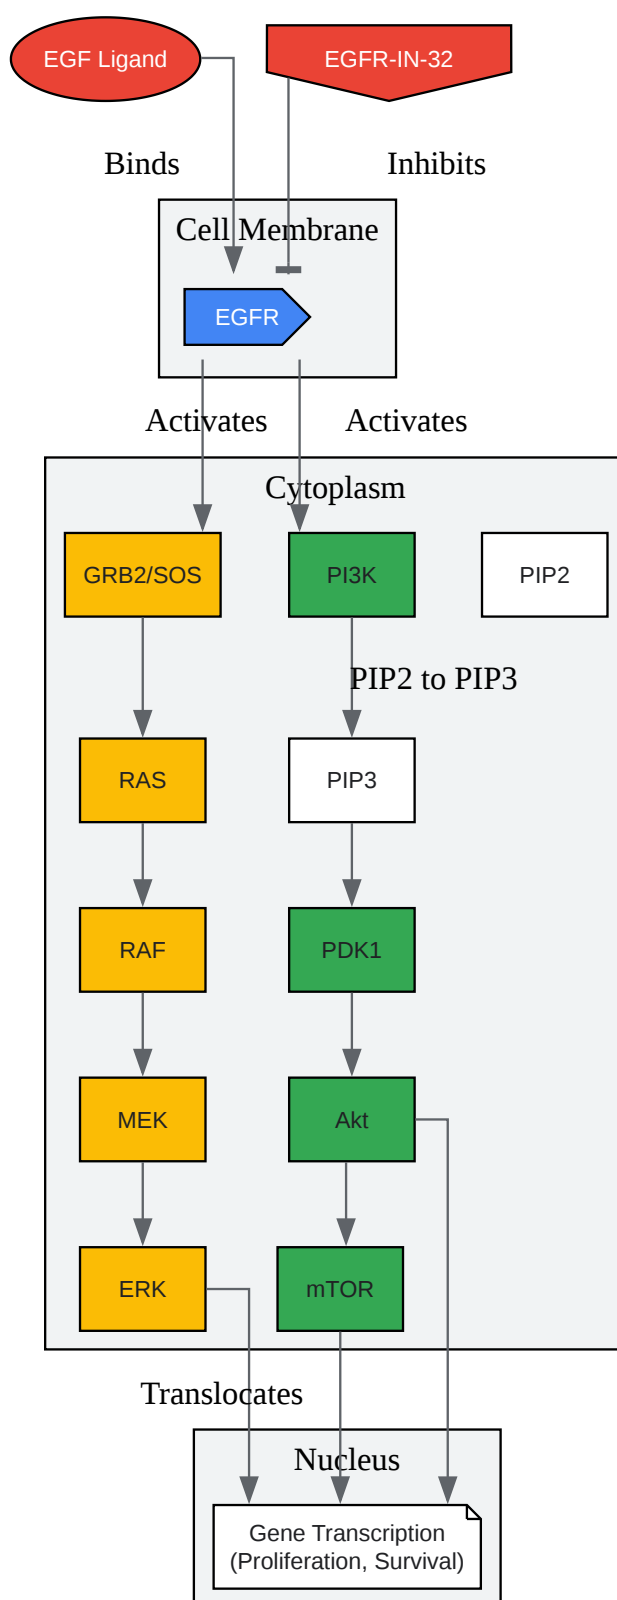 EGF Ligand
EGFR-IN-32
Binds
Inhibits
Cell Membrane
EGFR
Activates
Activates
Cytoplasm
GRB2/SOS
PI3K
PIP2
PIP2 to PIP3
RAS
PIP3
RAF
PDK1
MEK
Akt
ERK
mTOR
Translocates
Nucleus
Gene Transcription
(Proliferation, Survival)